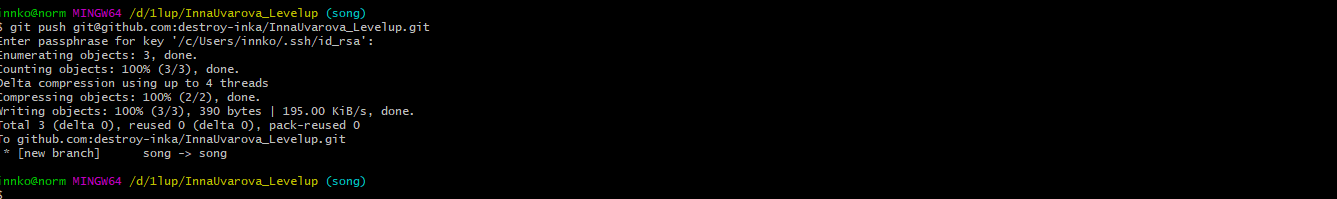 innko@norm MINGW64 /d/1lup/InnaUvarova_Levelup (song)
$ git push git@github.com:destroy-inka/InnaUvarova_Levelup.git
Enter passphrase for key '/c/Users/innko/.ssh/id_rsa':
Enumerating objects: 3, done.
Counting objects: 100% (3/3), done.
Delta compression using up to 4 threads
Compressing objects: 100% (2/2), done.
Writing objects: 100% (3/3), 390 bytes | 195.00 KiB/s, done.
Total 3 (delta 0), reused 0 (delta 0), pack-reused 0
To github.com:destroy-inka/InnaUvarova_Levelup.git
 * [new branch]      song -> song
innko@norm MINGW64 /d/1lup/InnaUvarova_Levelup (song)
$